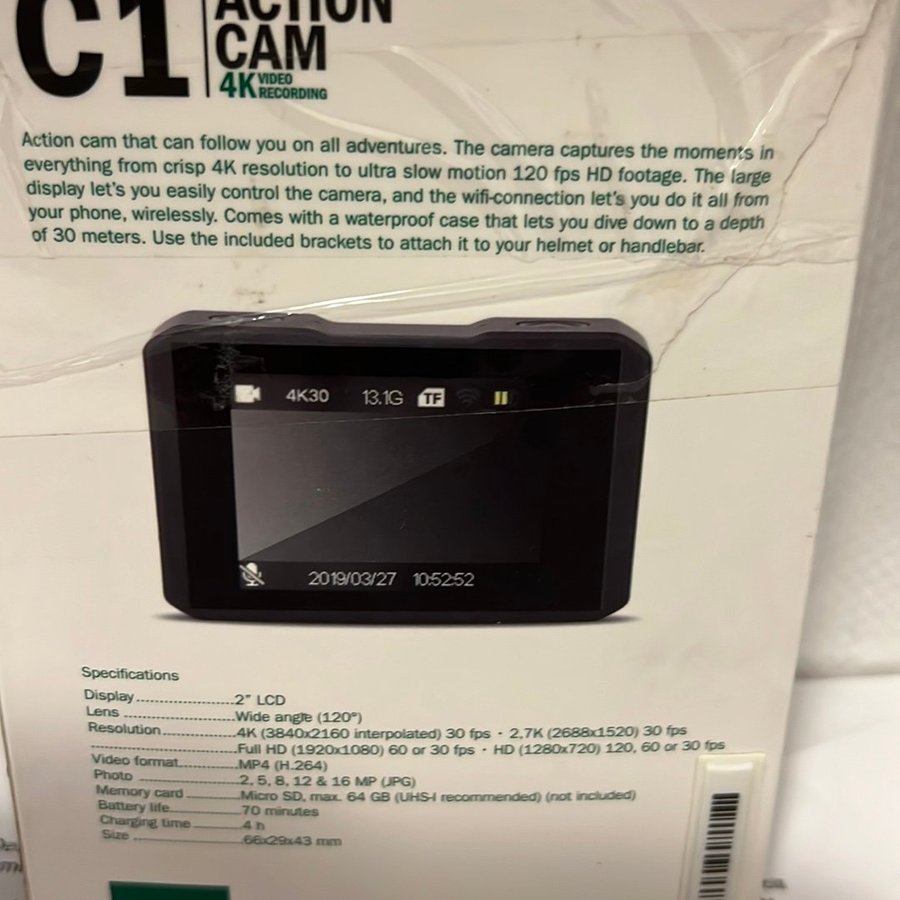 C1
ACTION
CAM
4K VIDEO
RECORDING
Action cam that can follow you on all adventures. The camera captures the moments in
everything from crisp 4K resolution to ultra slow motion 120 fps HD footage. The large
display let's you easily control the camera, and the wifi-connection let's you do it all from
your phone, wirelessly. Comes with a waterproof case that lets you dive down to a depth
of 30 meters. Use the included brackets to attach it to your helmet or handlebar.
4K30 13.1G TF
2019/03/27 10:52:52
Specifications
Display........................2" LCD
Lens ...........................Wide angle (120°)
Resolution..................4K (3840x2160 interpolated) 30 fps · 2,7K (2688x1520) 30 fps
...................................Full HD (1920x1080) 60 or 30 fps · HD (1280x720) 120, 60 or 30 fps
Video format..............MP4 (H.264)
Photo ........................2, 5, 8, 12 & 16 MP (JPG)
Memory card .............Micro SD, max. 64 GB (UHS-I recommended) (not included)
Battery life.................70 minutes
Charging time ............4 h
Size ...........................66x29x43 mm